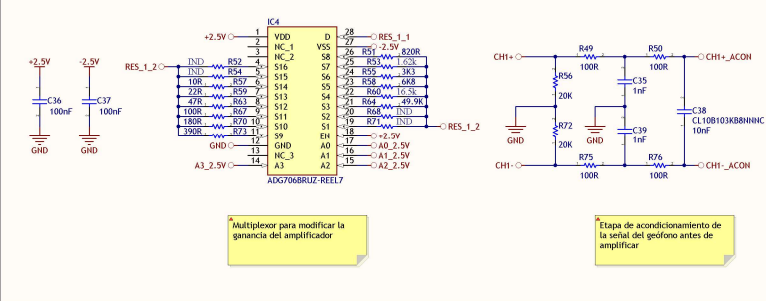 +2.5V
C36
100nF
GND
-2.5V
C37
100nF
GND
IC4
ADG706BRUZ-REEL7
+2.5V 1 VDD D 28 RES_1_1
2 NC_1 VSS 27 -2.5V
3 NC_2 S8 26 R51 820R
RES_1_2 IND R52 4 S16 S7 25 R53 1.62k
IND R54 5 S15 S6 24 R55 3K3
10R R57 6 S14 S5 23 R58 6K8
22R R59 7 S13 S4 22 R60 16.5k
47R R63 8 S12 S3 21 R64 49.9K
100R R67 9 S11 S2 20 R68 IND
180R R70 10 S10 S1 19 R71 IND RES_1_2
390R R73 11 S9 EN 18 +2.5V
GND 12 GND A0 17 A0_2.5V
13 NC_3 A1 16 A1_2.5V
A3_2.5V 14 A3 A2 15 A2_2.5V
Multiplexor para modificar la
ganancia del amplificador
CH1+ R49 R50 CH1+_ACON
100R 100R
R56
20K
C35
1nF
GND
GND
R72
20K
C39
1nF
C38
CL10B103KB8NNNC
10nF
CH1- R75 R76 CH1-_ACON
100R 100R
Etapa de acondicionamiento de
la señal del geófono antes de
amplificar